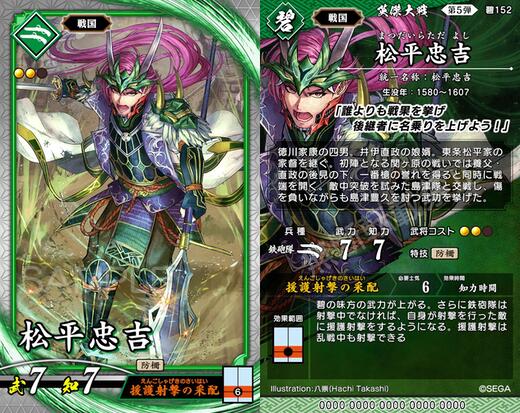 戦国
松平忠吉
防柵
武7 知7
えんごしゃげきのさいはい
援護射撃の采配
6
碧
戦国
英傑大戦
第5弾
碧152
まつだいらただ よし
松平忠吉
統一名称：松平忠吉
生没年：1580～1607
「誰よりも戦果を挙げ
後継者に名乗りを上げよう！」
徳川家康の四男。井伊直政の娘婿。東条松平家の
家督を継ぐ。初陣となる関ヶ原の戦いでは養父・
直政の後見の下、一番槍の誉れを得ると同時に戦
端を開く。敵中突破を試みた島津隊と交戦し、傷
を負いながらも島津豊久を討つ武功を挙げた。
兵種 武力 知力 武将コスト
鉄砲隊 7 7 特技 防柵
えんごしゃげきのさいはい
援護射撃の采配
必要士気
6
効果時間
知力時間
効果範囲
碧の味方の武力が上がる。さらに鉄砲隊は
射撃中でなければ、自身が射撃を行った敵
に援護射撃をするようになる。援護射撃は
乱戦中も射撃できる
Illustration:八景(Hachi Takashi)
©SEGA
0000 0000 0000 0000 0000